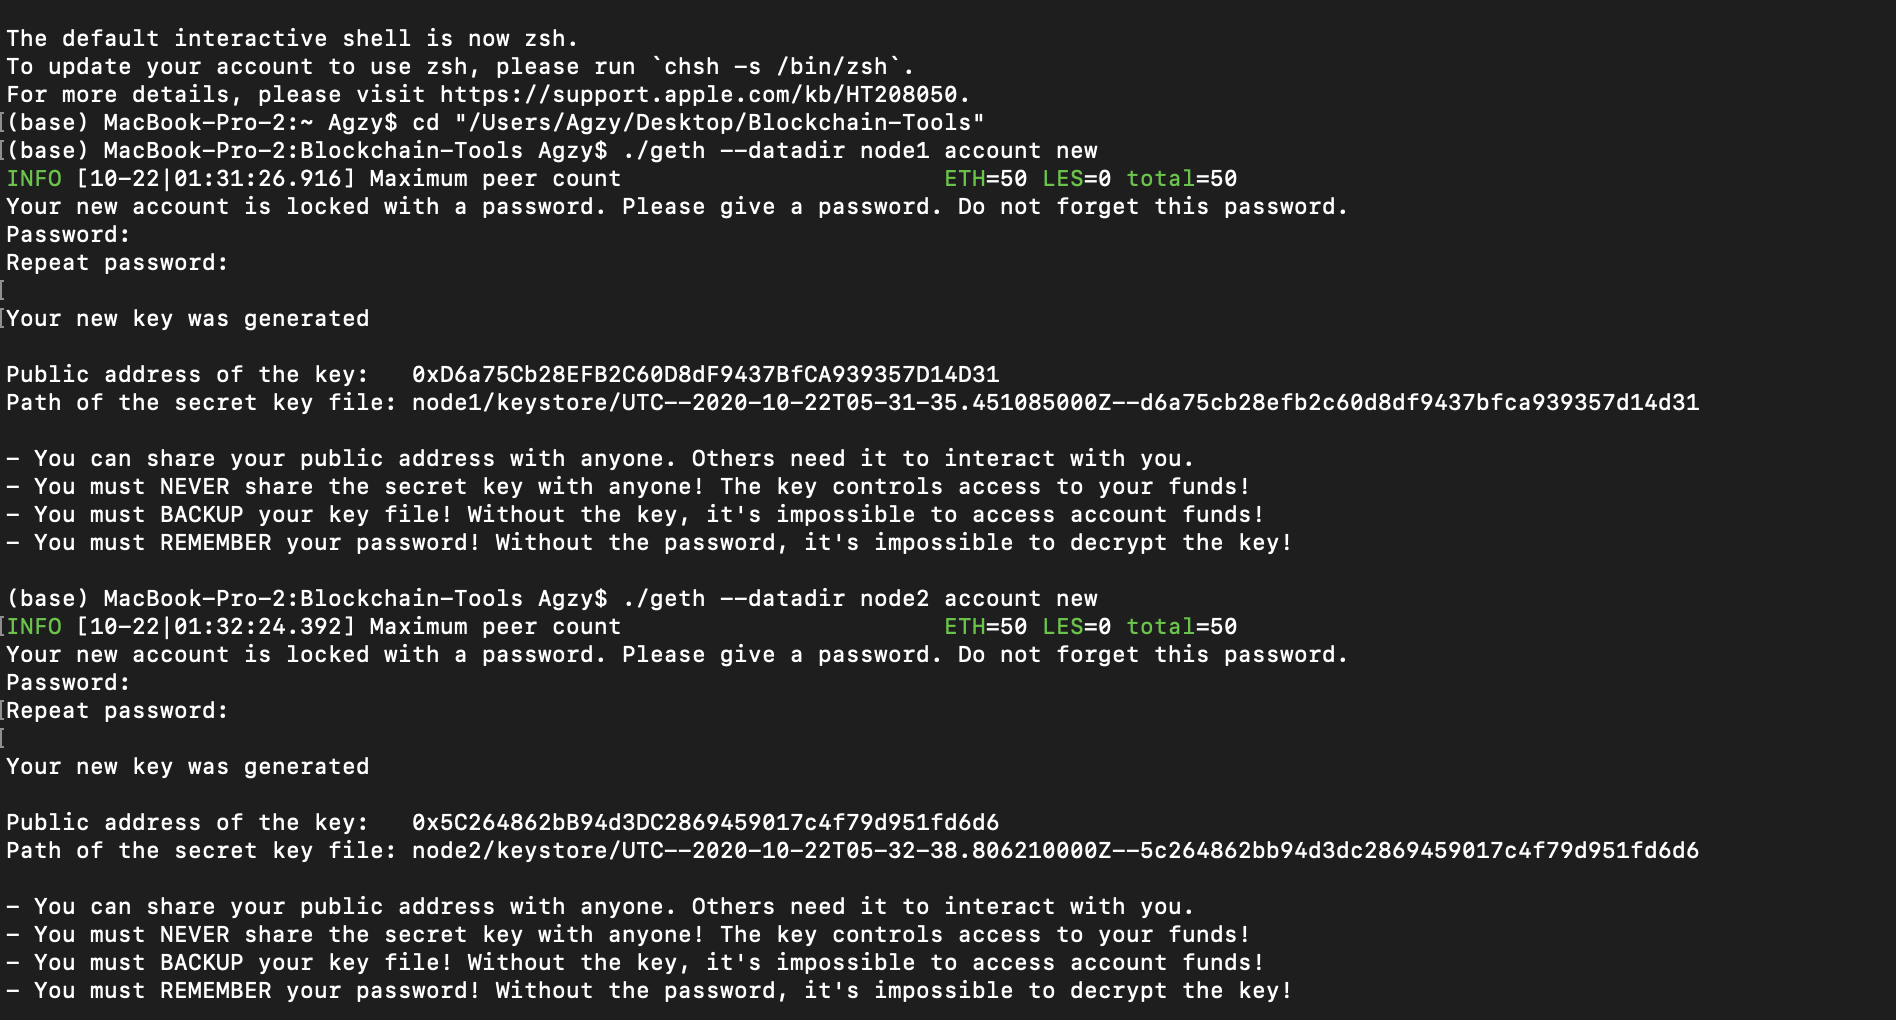 The default interactive shell is now zsh.
To update your account to use zsh, please run `chsh -s /bin/zsh`.
For more details, please visit https://support.apple.com/kb/HT208050.
[(base) MacBook-Pro-2:~ Agzy$ cd "/Users/Agzy/Desktop/Blockchain-Tools"
[(base) MacBook-Pro-2:Blockchain-Tools Agzy$ ./geth --datadir node1 account new
INFO [10-22|01:31:26.916] Maximum peer count                       ETH=50 LES=0 total=50
Your new account is locked with a password. Please give a password. Do not forget this password.
Password:
Repeat password:
[
[Your new key was generated
Public address of the key:   0xD6a75Cb28EFB2C60D8dF9437BfCA939357D14D31
Path of the secret key file: node1/keystore/UTC--2020-10-22T05-31-35.451085000Z--d6a75cb28efb2c60d8df9437bfca939357d14d31
- You can share your public address with anyone. Others need it to interact with you.
- You must NEVER share the secret key with anyone! The key controls access to your funds!
- You must BACKUP your key file! Without the key, it's impossible to access account funds!
- You must REMEMBER your password! Without the password, it's impossible to decrypt the key!
(base) MacBook-Pro-2:Blockchain-Tools Agzy$ ./geth --datadir node2 account new
[INFO [10-22|01:32:24.392] Maximum peer count                       ETH=50 LES=0 total=50
Your new account is locked with a password. Please give a password. Do not forget this password.
Password:
[Repeat password:
[
Your new key was generated
Public address of the key:   0x5C264862bB94d3DC2869459017c4f79d951fd6d6
Path of the secret key file: node2/keystore/UTC--2020-10-22T05-32-38.806210000Z--5c264862bb94d3dc2869459017c4f79d951fd6d6
- You can share your public address with anyone. Others need it to interact with you.
- You must NEVER share the secret key with anyone! The key controls access to your funds!
- You must BACKUP your key file! Without the key, it's impossible to access account funds!
- You must REMEMBER your password! Without the password, it's impossible to decrypt the key!